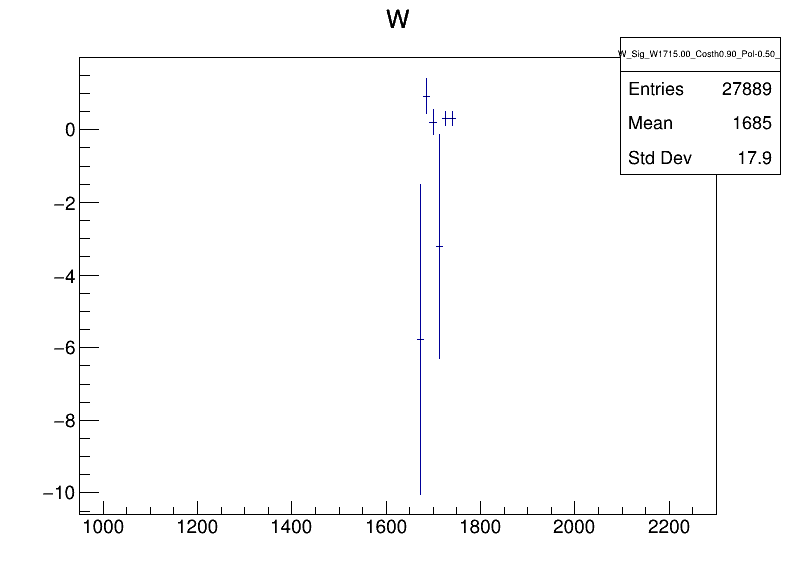 W
W_Sig_W1715.00_Costh0.90_Pol-0.50_
Entries 27889
Mean 1685
Std Dev 17.9
0
−2
−4
−6
−8
−10
1000 1200 1400 1600 1800 2000 2200